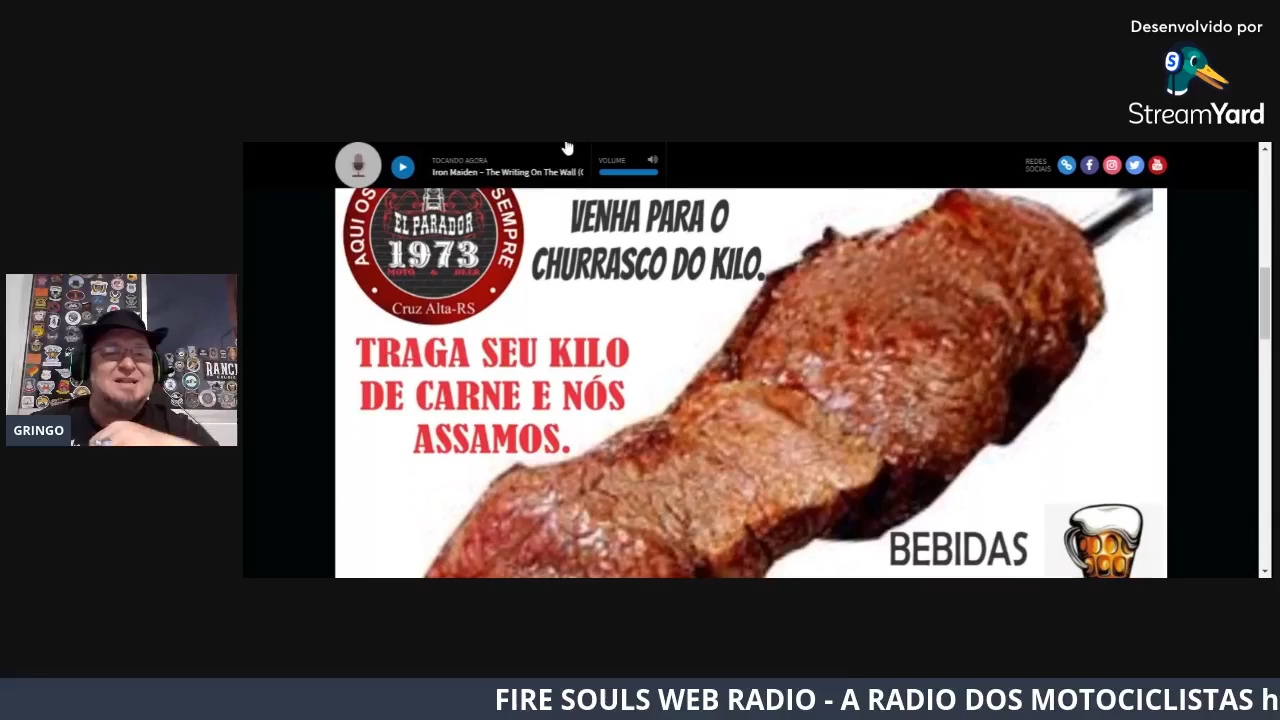 Desenvolvido por
StreamYard
TOCANDO AGORA
Iron Maiden - The Writing On The Wall (
VOLUME
REDES
SOCIAIS
AQUI OS
SEMPRE
EL PARADOR
1973
MOTO & BEER
Cruz Alta-RS
VENHA PARA O
CHURRASCO DO KILO.
TRAGA SEU KILO
DE CARNE E NÓS
ASSAMOS.
BEBIDAS
GRINGO
RANCH
FIRE SOULS WEB RADIO - A RADIO DOS MOTOCICLISTAS h